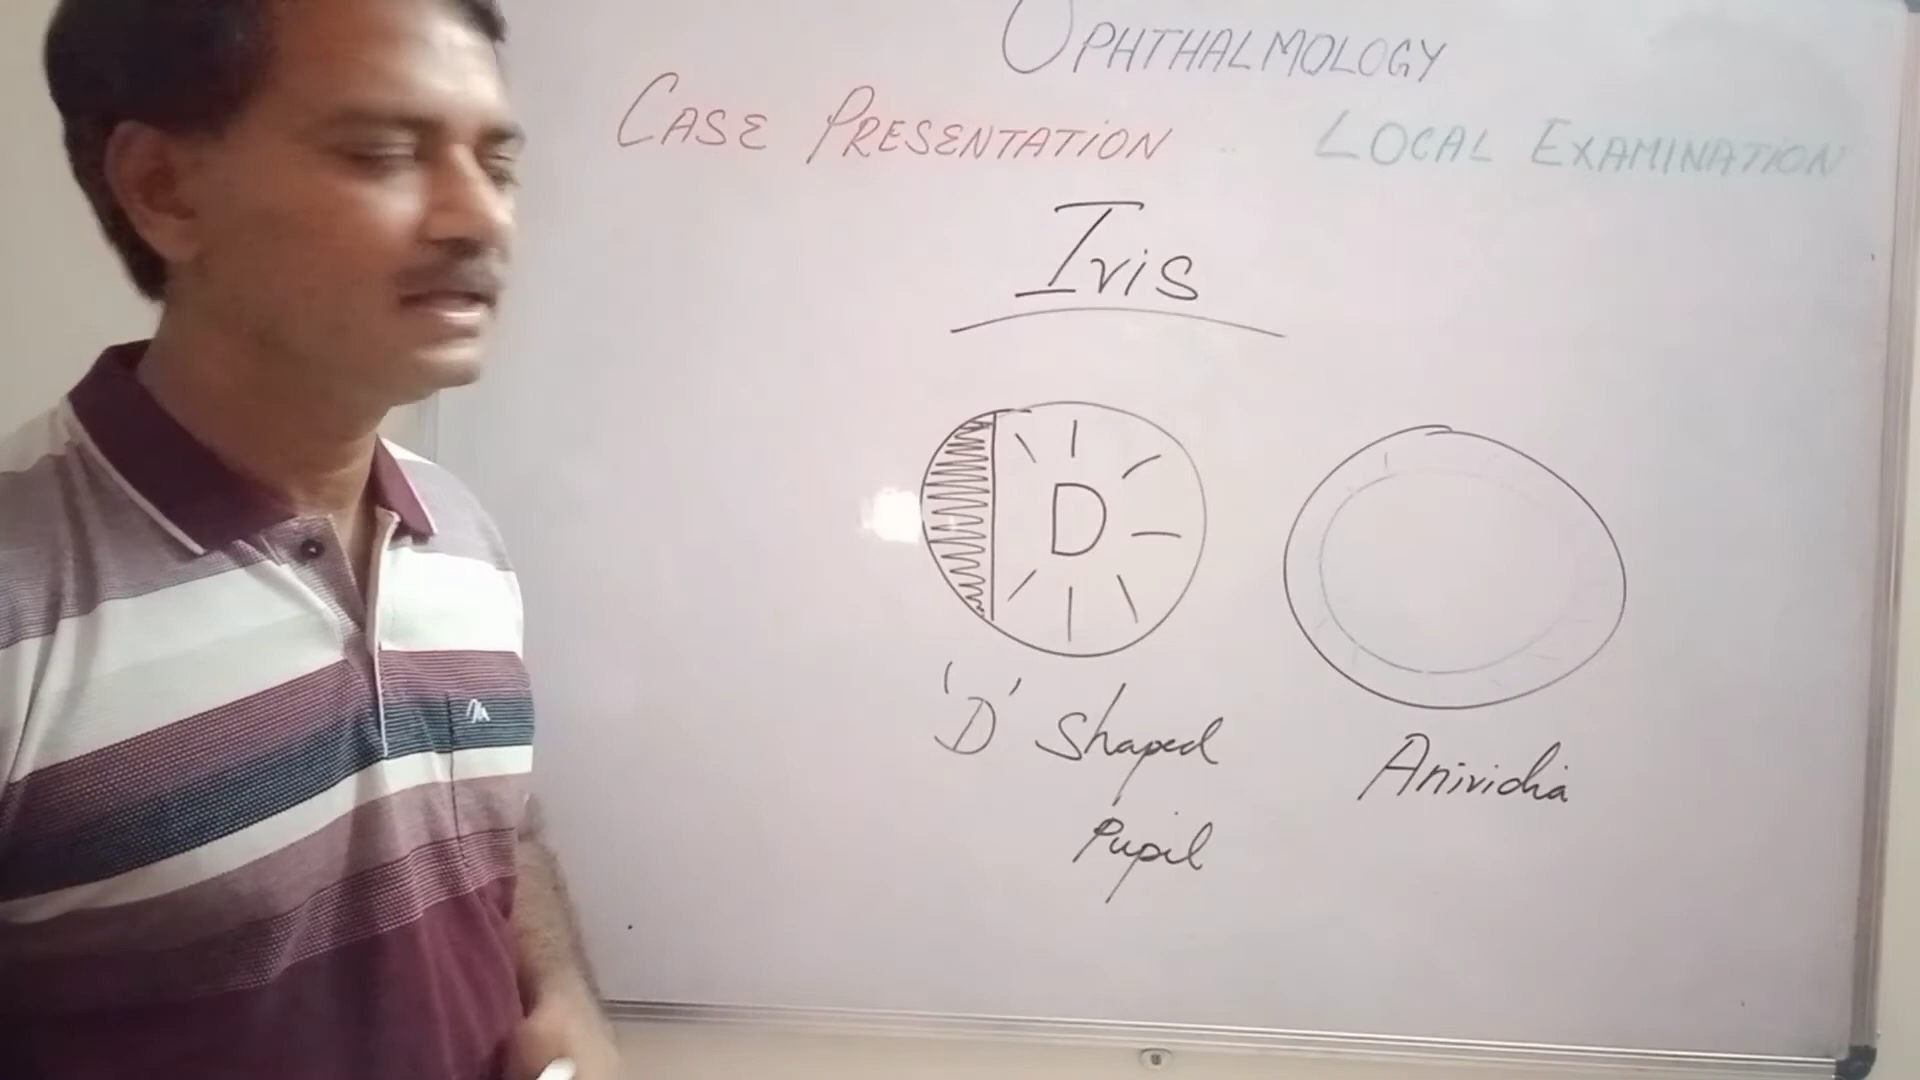 OPHTHALMOLOGY
CASE PRESENTATION
LOCAL EXAMINATION
Iris
D
'D' Shaped
Pupil
Aniridia